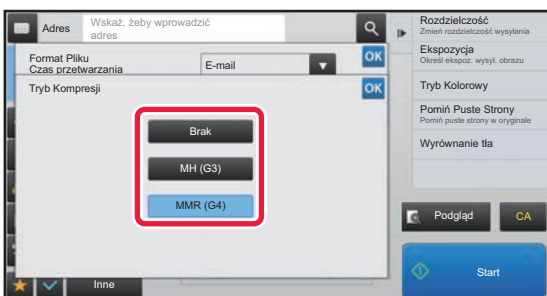 Adres
Wskaż, żeby wprowadzić
adres
Format Pliku
Czas przetwarzania
E-mail
OK
Tryb Kompresji
OK
Brak
MH (G3)
MMR (G4)
Inne
Rozdzielczość
Zmień rozdzielczość wysyłania
Ekspozycja
Określ ekspoz. wysył. obrazu
Tryb Kolorowy
Pomiń Puste Strony
Pomiń puste strony w oryginale
Wyrównanie tła
Podgląd
CA
Start